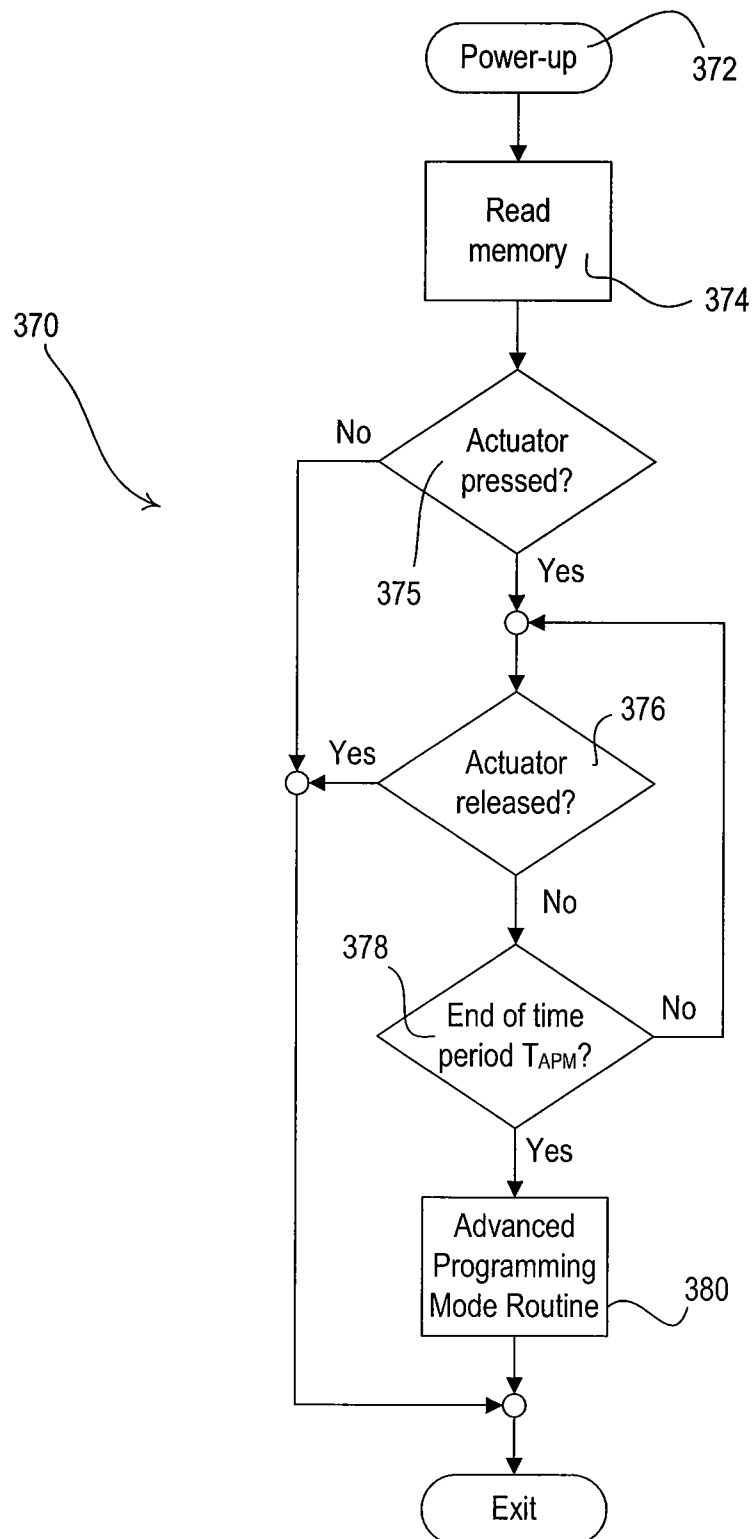 Power-up
372
Read
memory
374
370
No
Actuator
pressed?
375
Yes
376
Yes
Actuator
released?
No
378
End of time
period TAPM?
No
Yes
Advanced
Programming
Mode Routine
380
Exit